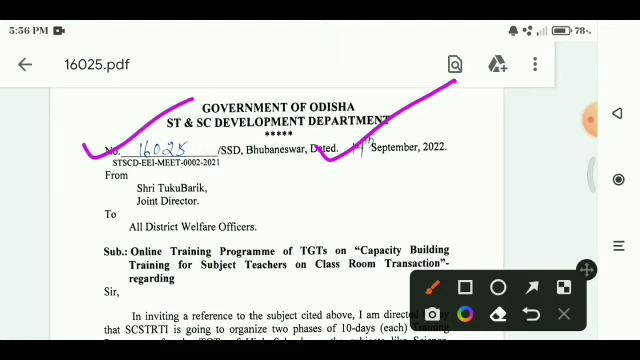 5:56 PM
78%
16025.pdf
GOVERNMENT OF ODISHA
ST & SC DEVELOPMENT DEPARTMENT
*****
No. 16025 /SSD, Bhubaneswar, Dated. September, 2022.
STSCD-EEI-MEET-0002-2021
From
Shri TukuBarik,
Joint Director.
To
All District Welfare Officers.
Sub.: Online Training Programme of TGTs on “Capacity Building
Training for Subject Teachers on Class Room Transaction”-
regarding
Sir,
In inviting a reference to the subject cited above, I am directed
that SCSTRTI is going to organize two phases of 10-days (each) Training